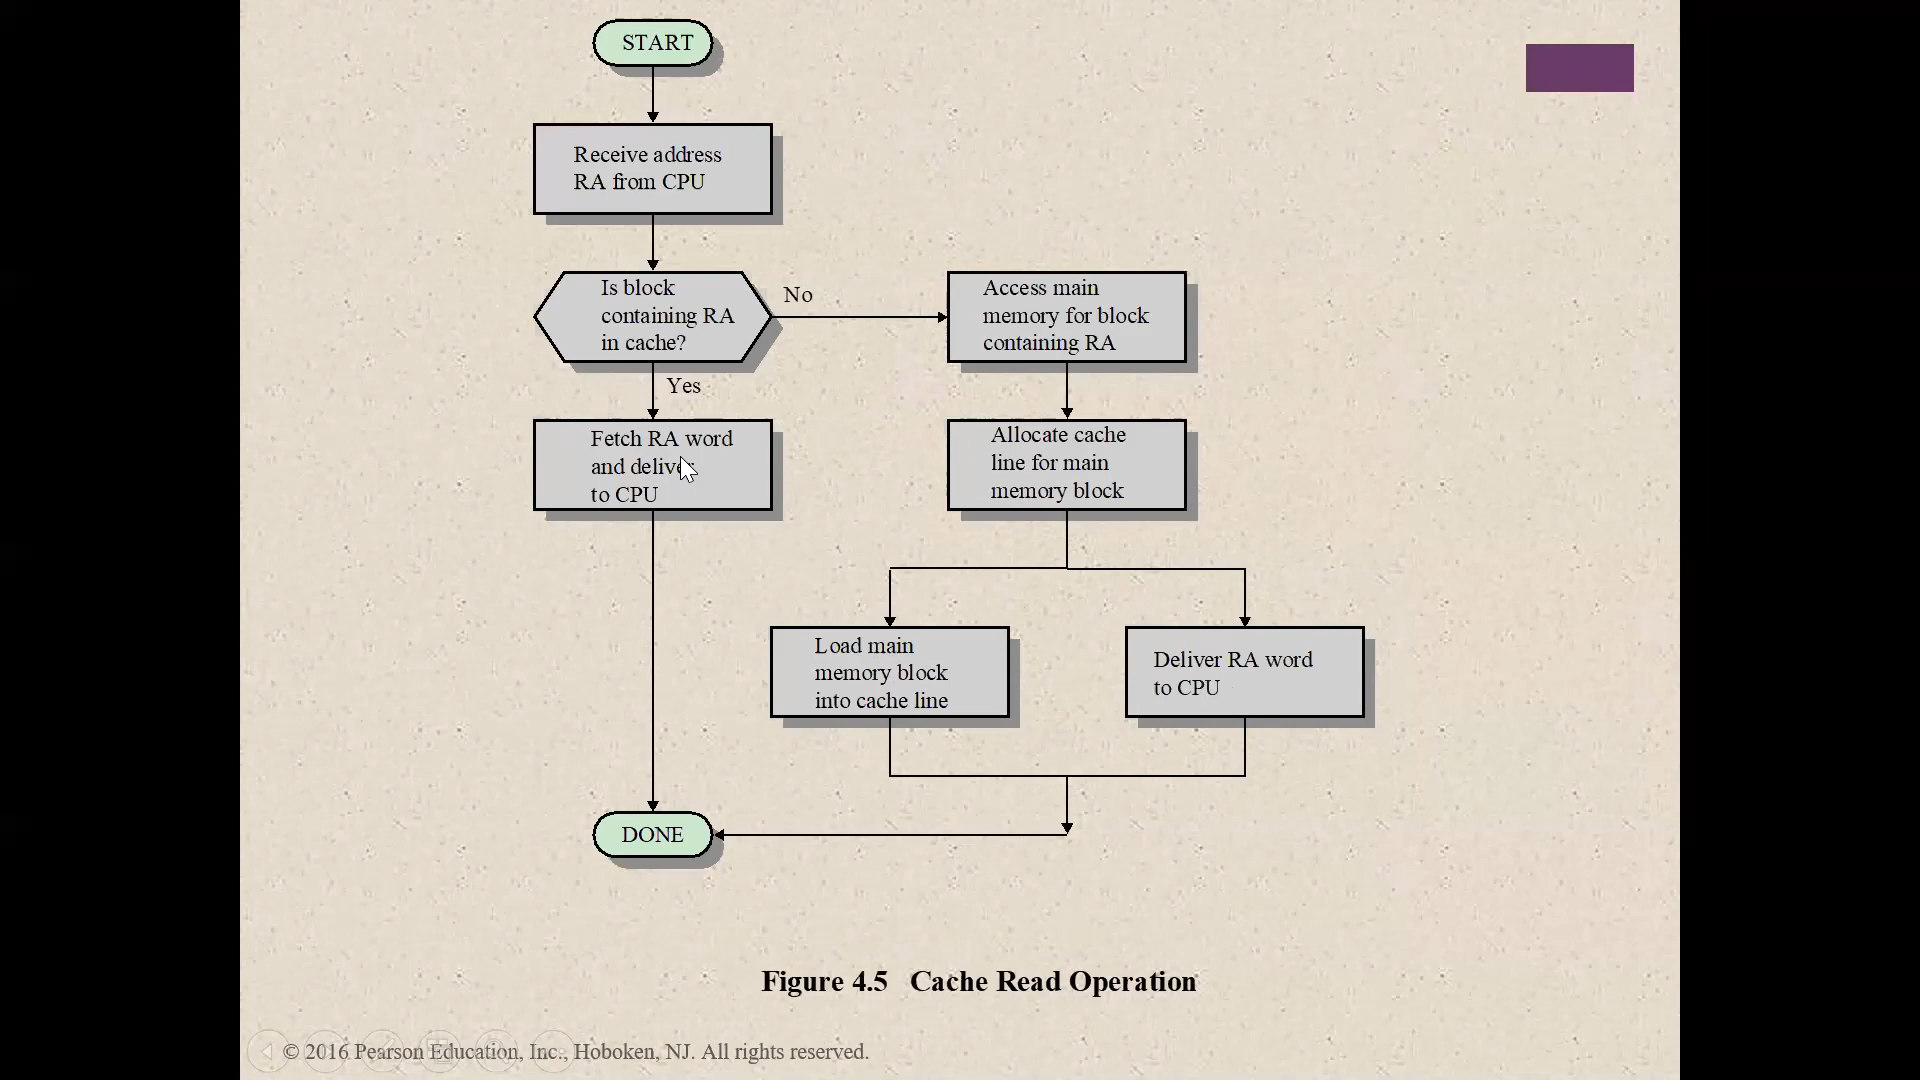 START
Receive address
RA from CPU
Is block
containing RA
in cache?
No
Access main
memory for block
containing RA
Yes
Fetch RA word
and deliver
to CPU
Allocate cache
line for main
memory block
Load main
memory block
into cache line
Deliver RA word
to CPU
DONE
Figure 4.5 Cache Read Operation
© 2016 Pearson Education, Inc., Hoboken, NJ. All rights reserved.